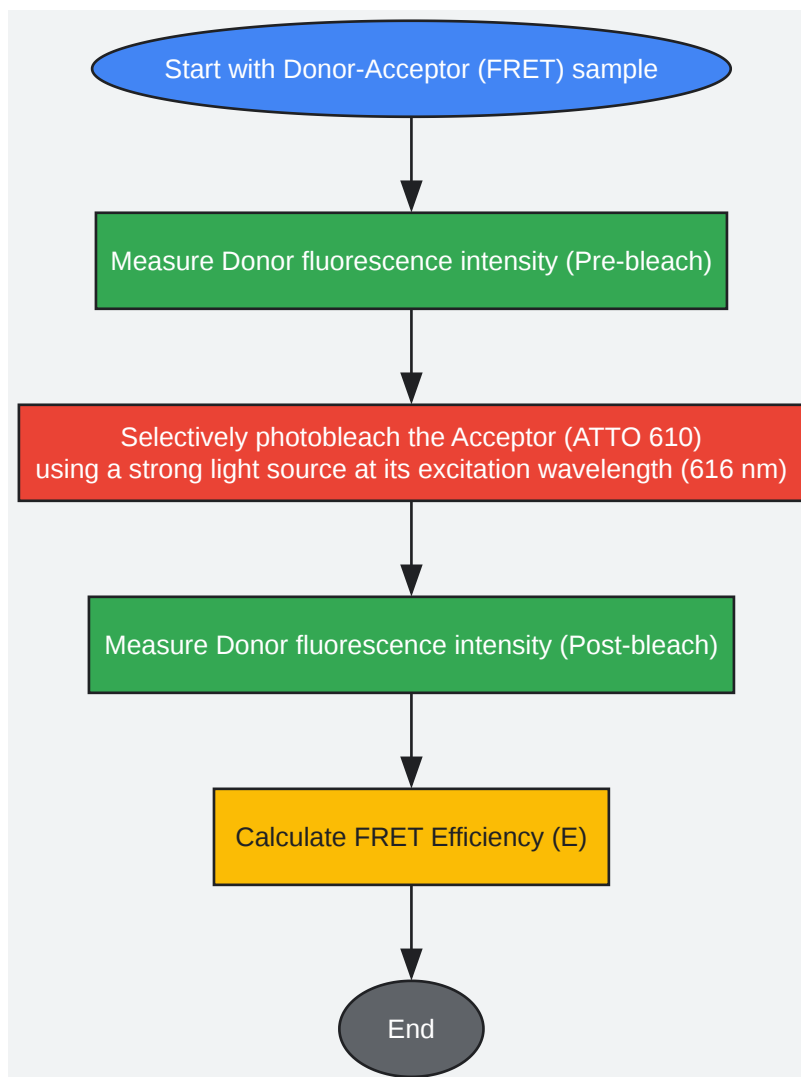 Start with Donor-Acceptor (FRET) sample
Measure Donor fluorescence intensity (Pre-bleach)
Selectively photobleach the Acceptor (ATTO 610)
using a strong light source at its excitation wavelength (616 nm)
Measure Donor fluorescence intensity (Post-bleach)
Calculate FRET Efficiency (E)
End